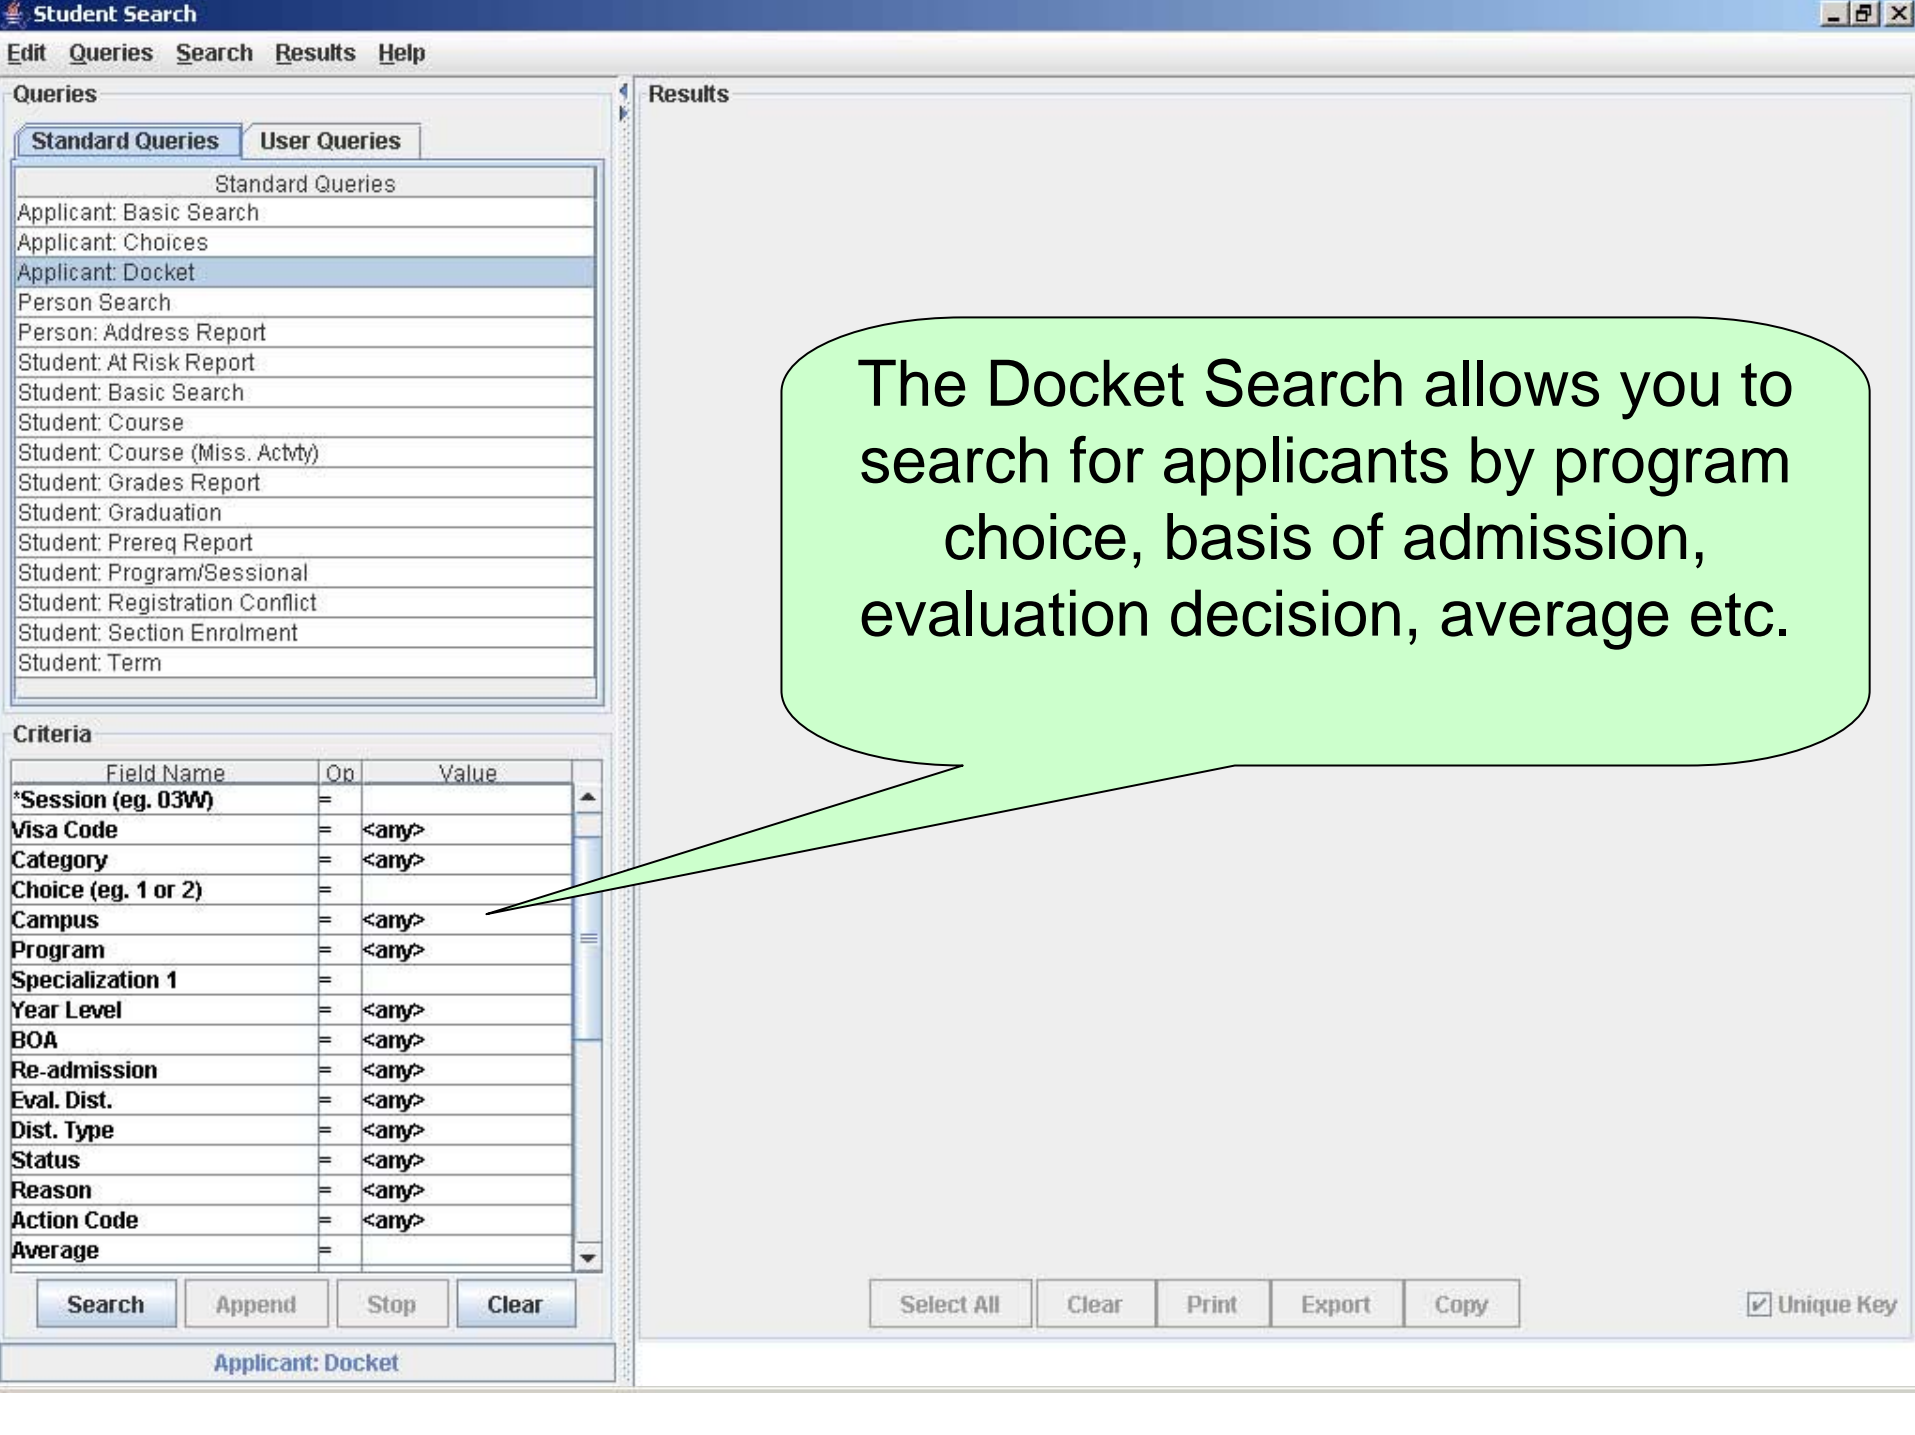 Student Search
Edit Queries Search Results Help
Queries
Standard Queries User Queries
Standard Queries
Applicant: Basic Search
Applicant: Choices
Applicant: Docket
Person Search
Person: Address Report
Student: At Risk Report
Student: Basic Search
Student: Course
Student: Course (Miss. Actvty)
Student: Grades Report
Student: Graduation
Student: Prereq Report
Student: Program/Sessional
Student: Registration Conflict
Student: Section Enrolment
Student: Term
Criteria
Field Name Op Value
*Session (eg. 03W) =
Visa Code = <any>
Category = <any>
Choice (eg. 1 or 2) =
Campus = <any>
Program = <any>
Specialization 1 =
Year Level = <any>
BOA = <any>
Re-admission = <any>
Eval. Dist. = <any>
Dist. Type = <any>
Status = <any>
Reason = <any>
Action Code = <any>
Average =
Search Append Stop Clear
Applicant: Docket
Results
The Docket Search allows you to
search for applicants by program
choice, basis of admission,
evaluation decision, average etc.
Select All Clear Print Export Copy Unique Key